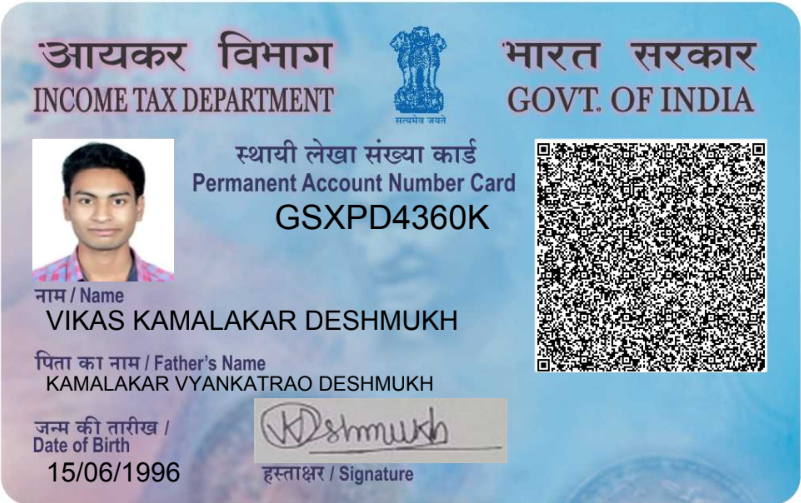 आयकर विभाग
INCOME TAX DEPARTMENT
सत्यमेव जयते
भारत सरकार
GOVT. OF INDIA
स्थायी लेखा संख्या कार्ड
Permanent Account Number Card
GSXPD4360K
नाम / Name
VIKAS KAMALAKAR DESHMUKH
पिता का नाम / Father's Name
KAMALAKAR VYANKATRAO DESHMUKH
जन्म की तारीख /
Date of Birth
15/06/1996
VKDeshmukh
हस्ताक्षर / Signature